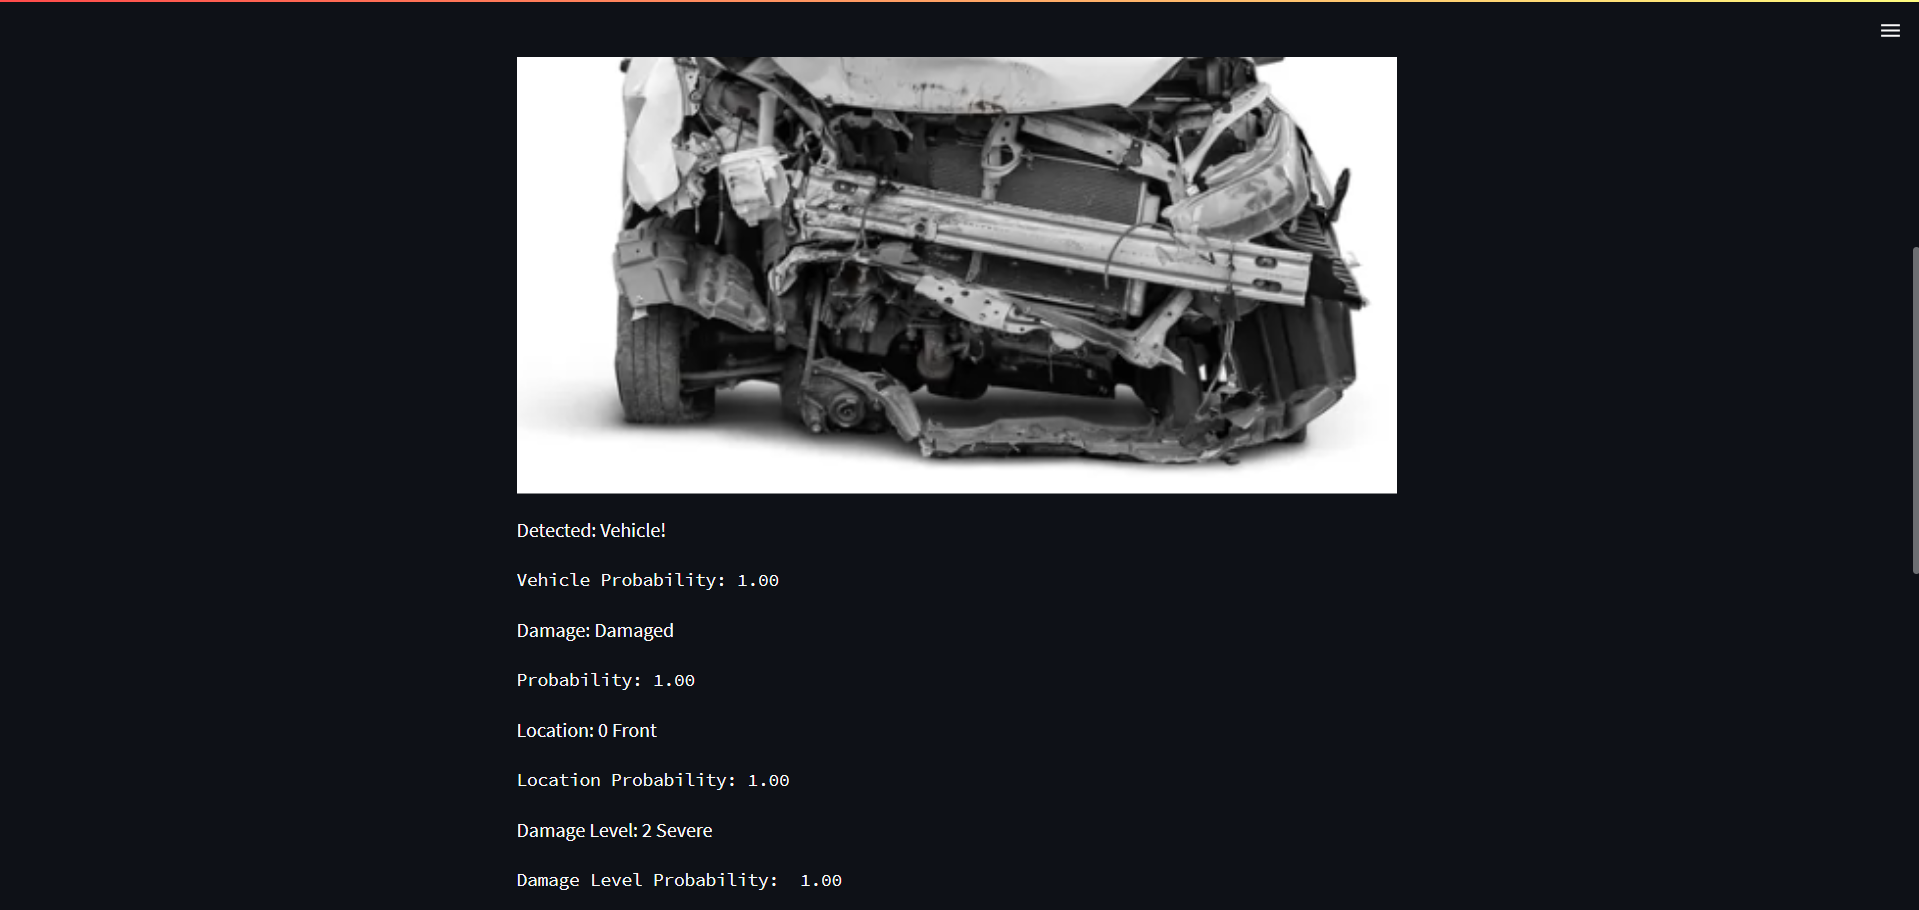 Detected: Vehicle!
Vehicle Probability: 1.00
Damage: Damaged
Probability: 1.00
Location: 0 Front
Location Probability: 1.00
Damage Level: 2 Severe
Damage Level Probability:  1.00